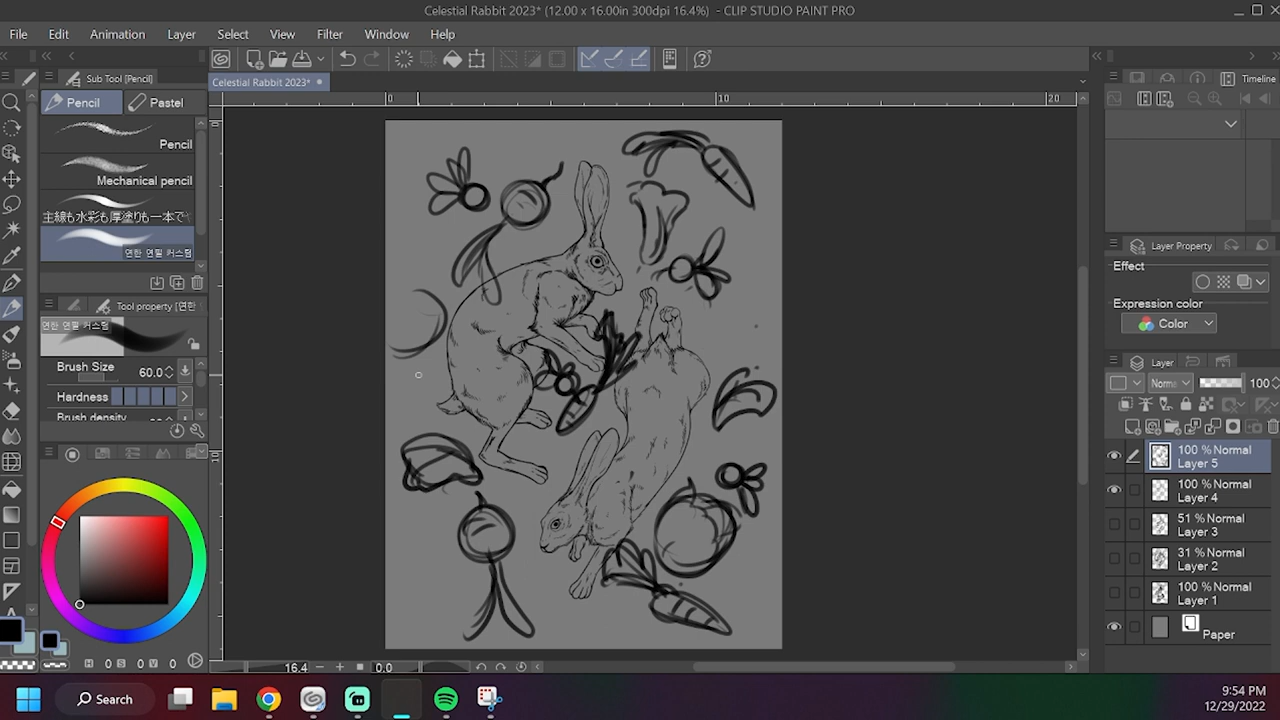 Celestial Rabbit 2023* (12.00 x 16.00in 300dpi 16.4%) - CLIP STUDIO PAINT PRO
File Edit Animation Layer Select View Filter Window Help
Sub Tool [Pencil]
Celestial Rabbit 2023*
Timeline
Pencil Pastel
0 10 20
Pencil
Mechanical pencil
主線も水彩も厚塗りも一本で
연한 연필 커스텀
Tool property [연한
연한 연필 커스텀
Brush Size 60.0
Hardness
Brush density
Layer Property
Effect
Expression color
Color
Layer
Norma 100
100 % Normal
Layer 5
100 % Normal
Layer 4
51 % Normal
Layer 3
31 % Normal
Layer 2
100 % Normal
Layer 1
Paper
H 0 S 0 V 0
16.4 0.0
Search
9:54 PM
12/29/2022